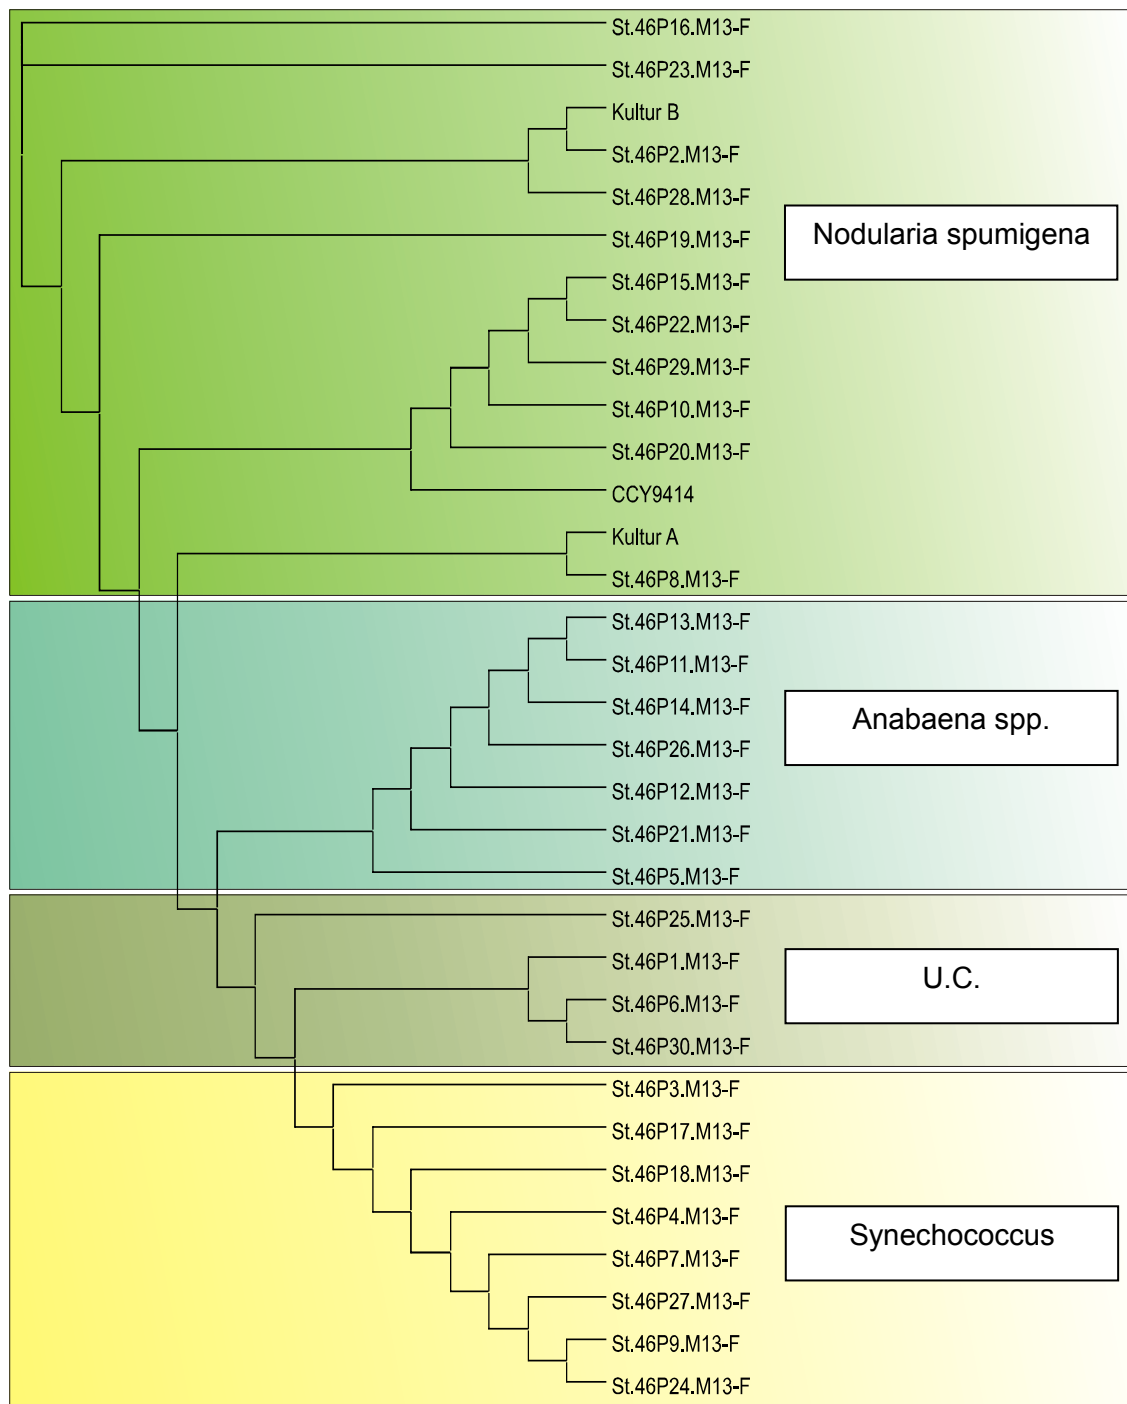 St.46P16.M13-F
St.46P23.M13-F
Kultur B
St.46P2.M13-F
St.46P28.M13-F
Nodularia spumigena
St.46P19.M13-F
St.46P15.M13-F
St.46P22.M13-F
St.46P29.M13-F
St.46P10.M13-F
St.46P20.M13-F
CCY9414
Kultur A
St.46P8.M13-F
St.46P13.M13-F
St.46P11.M13-F
St.46P14.M13-F
Anabaena spp.
St.46P26.M13-F
St.46P12.M13-F
St.46P21.M13-F
St.46P5.M13-F
St.46P25.M13-F
St.46P1.M13-F
U.C.
St.46P6.M13-F
St.46P30.M13-F
St.46P3.M13-F
St.46P17.M13-F
St.46P18.M13-F
St.46P4.M13-F
Synechococcus
St.46P7.M13-F
St.46P27.M13-F
St.46P9.M13-F
St.46P24.M13-F